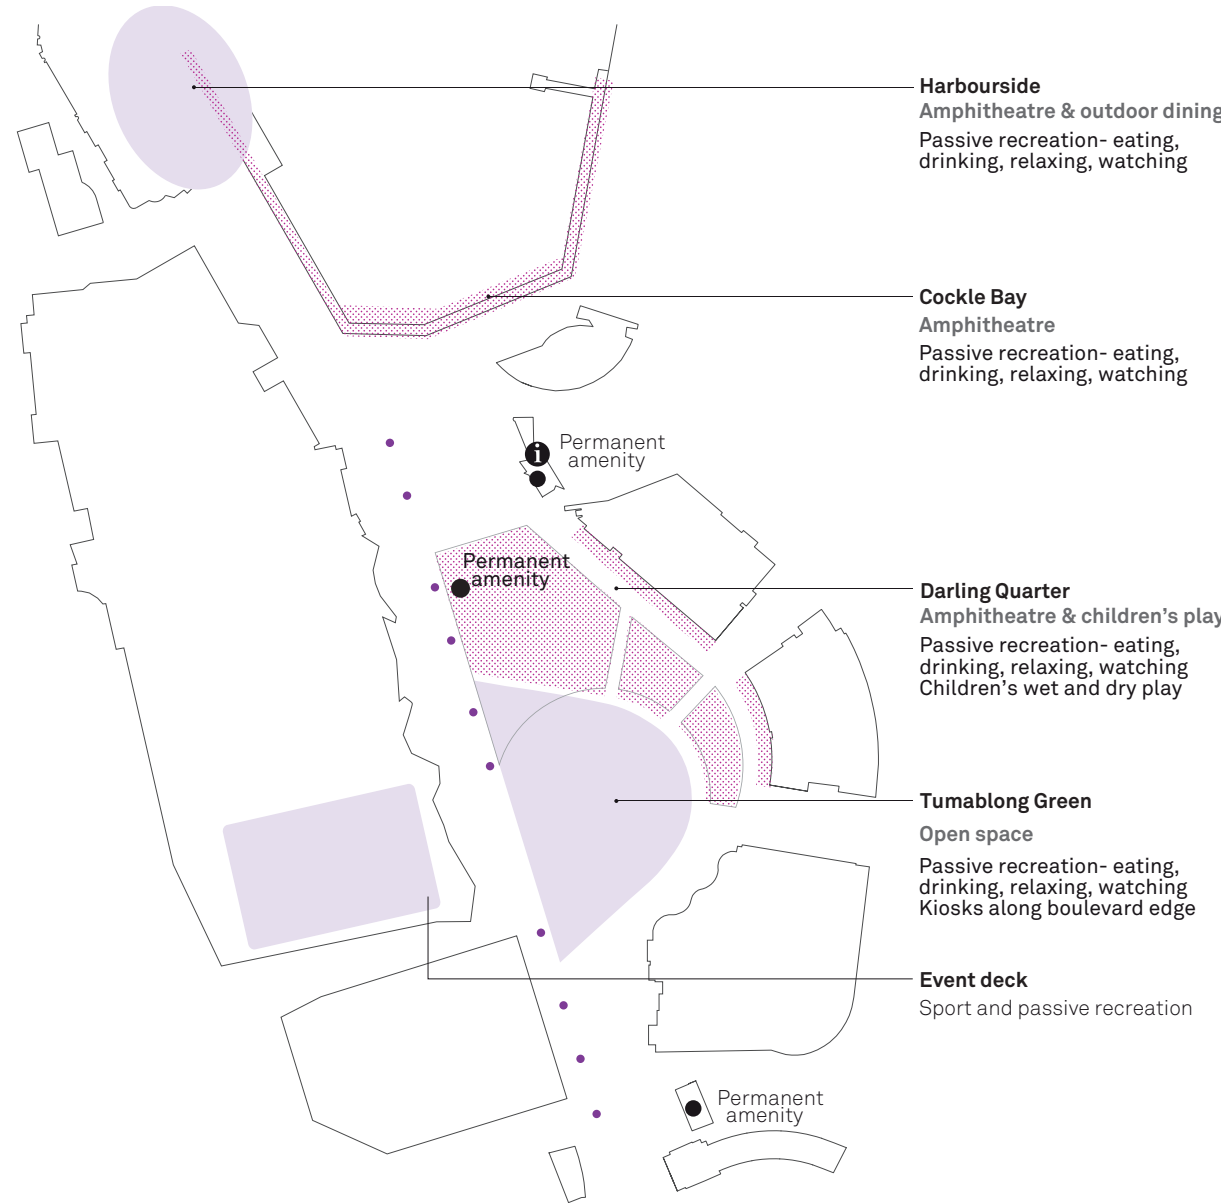 Harbourside
Amphitheatre & outdoor dining
Passive recreation- eating,
drinking, relaxing, watching
Cockle Bay
Amphitheatre
Passive recreation- eating,
drinking, relaxing, watching
i
Permanent
amenity
Permanent
amenity
Darling Quarter
Amphitheatre & children's play
Passive recreation- eating,
drinking, relaxing, watching
Children's wet and dry play
Tumablong Green
Open space
Passive recreation- eating,
drinking, relaxing, watching
Kiosks along boulevard edge
Event deck
Sport and passive recreation
Permanent
amenity